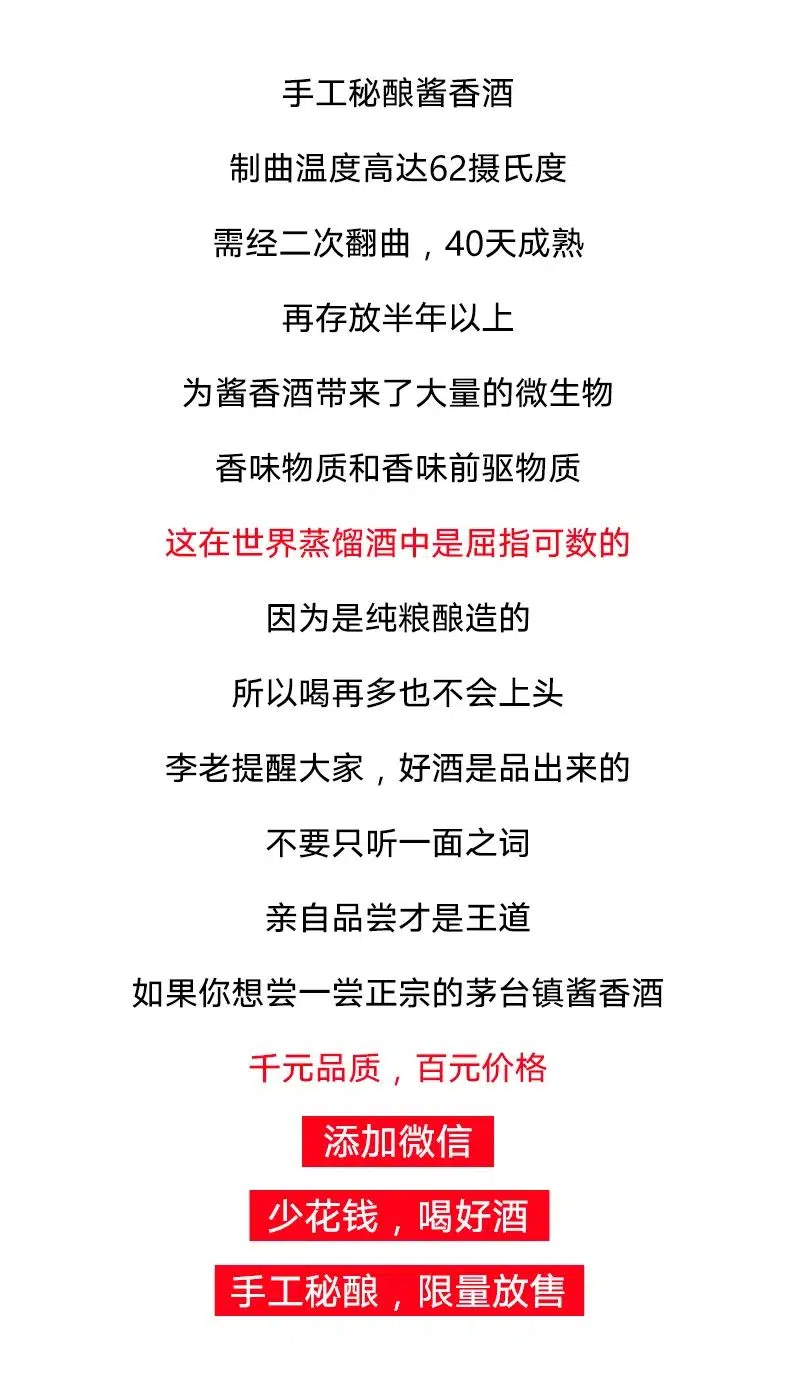 手工秘酿酱香酒
制曲温度高达62摄氏度
需经二次翻曲，40天成熟
再存放半年以上
为酱香酒带来了大量的微生物
香味物质和香味前驱物质
这在世界蒸馏酒中是屈指可数的
因为是纯粮酿造的
所以喝再多也不会上头
李老提醒大家，好酒是品出来的
不要只听一面之词
亲自品尝才是王道
如果你想尝一尝正宗的茅台镇酱香酒
千元品质，百元价格
添加微信
少花钱，喝好酒
手工秘酿，限量放售